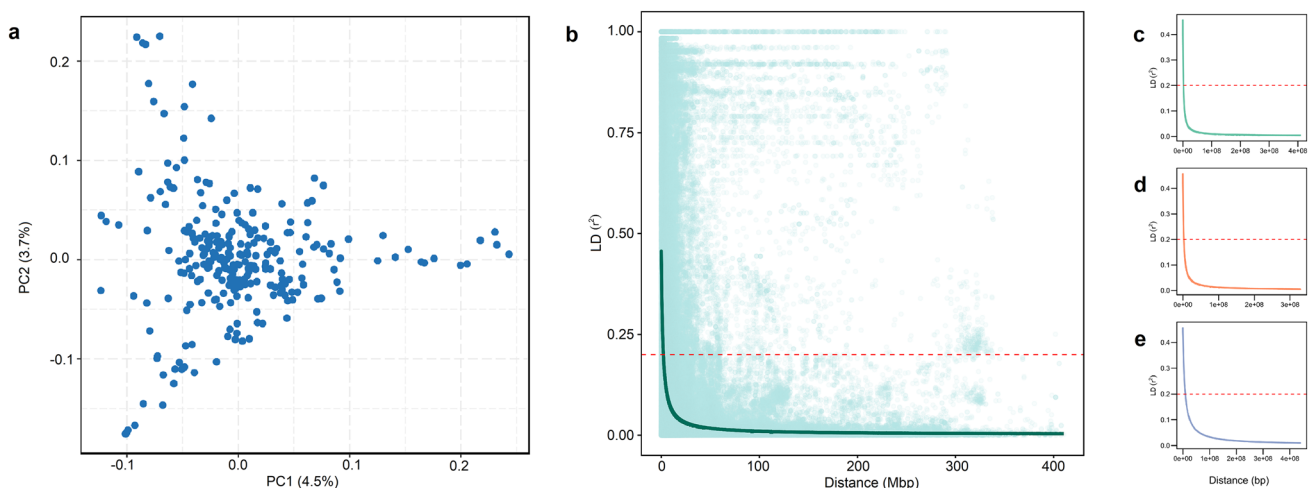 a
0.2
0.1
0.0
-0.1
PC2 (3.7%)
-0.1
0.0
0.1
0.2
PC1 (4.5%)
b
1.00
0.75
0.50
0.25
0.00
LD (r²)
0
100
200
300
400
Distance (Mbp)
c
0.4
0.3
0.2
0.1
0.0
LD (r²)
0e+00
1e+08
2e+08
3e+08
4e+08
d
0.4
0.3
0.2
0.1
0.0
LD (r²)
0e+00
1e+08
2e+08
3e+08
e
0.4
0.3
0.2
0.1
0.0
LD (r²)
0e+00
1e+08
2e+08
3e+08
4e+08
Distance (bp)